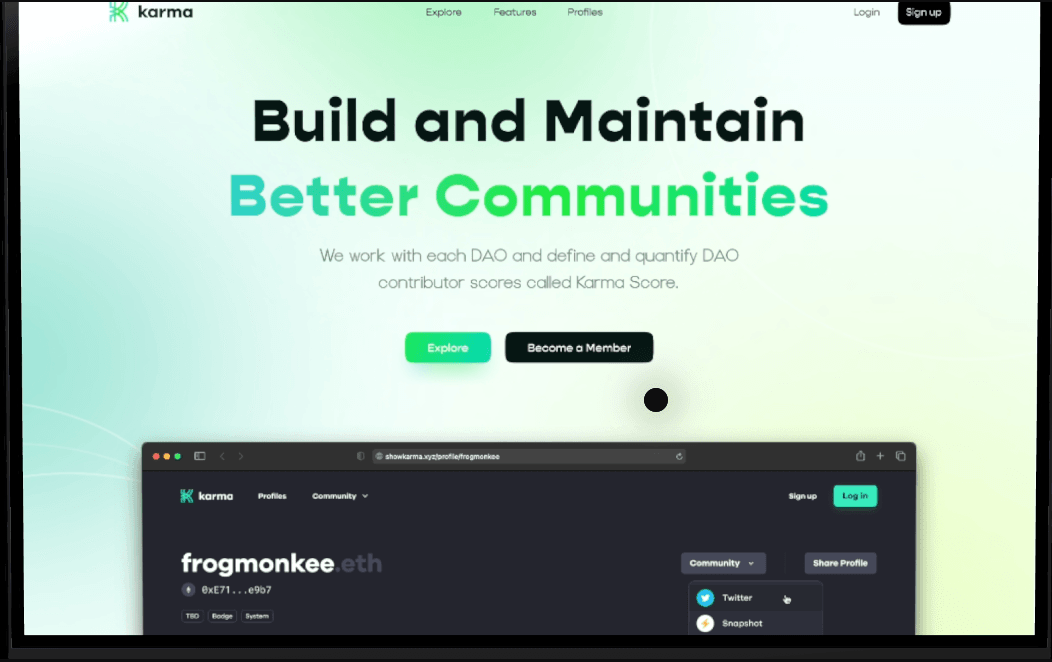 karma
Explore Features Profiles
Login Sign up
Build and Maintain
Better Communities
We work with each DAO and define and quantify DAO
contributor scores called Karma Score.
Explore Become a Member
showkarma.xyz/profile/frogmonkee
karma Profiles Community
Sign up Log in
frogmonkee.eth
Community Share Profile
0xE71...e9b7
Twitter
TBD Badge System
Snapshot